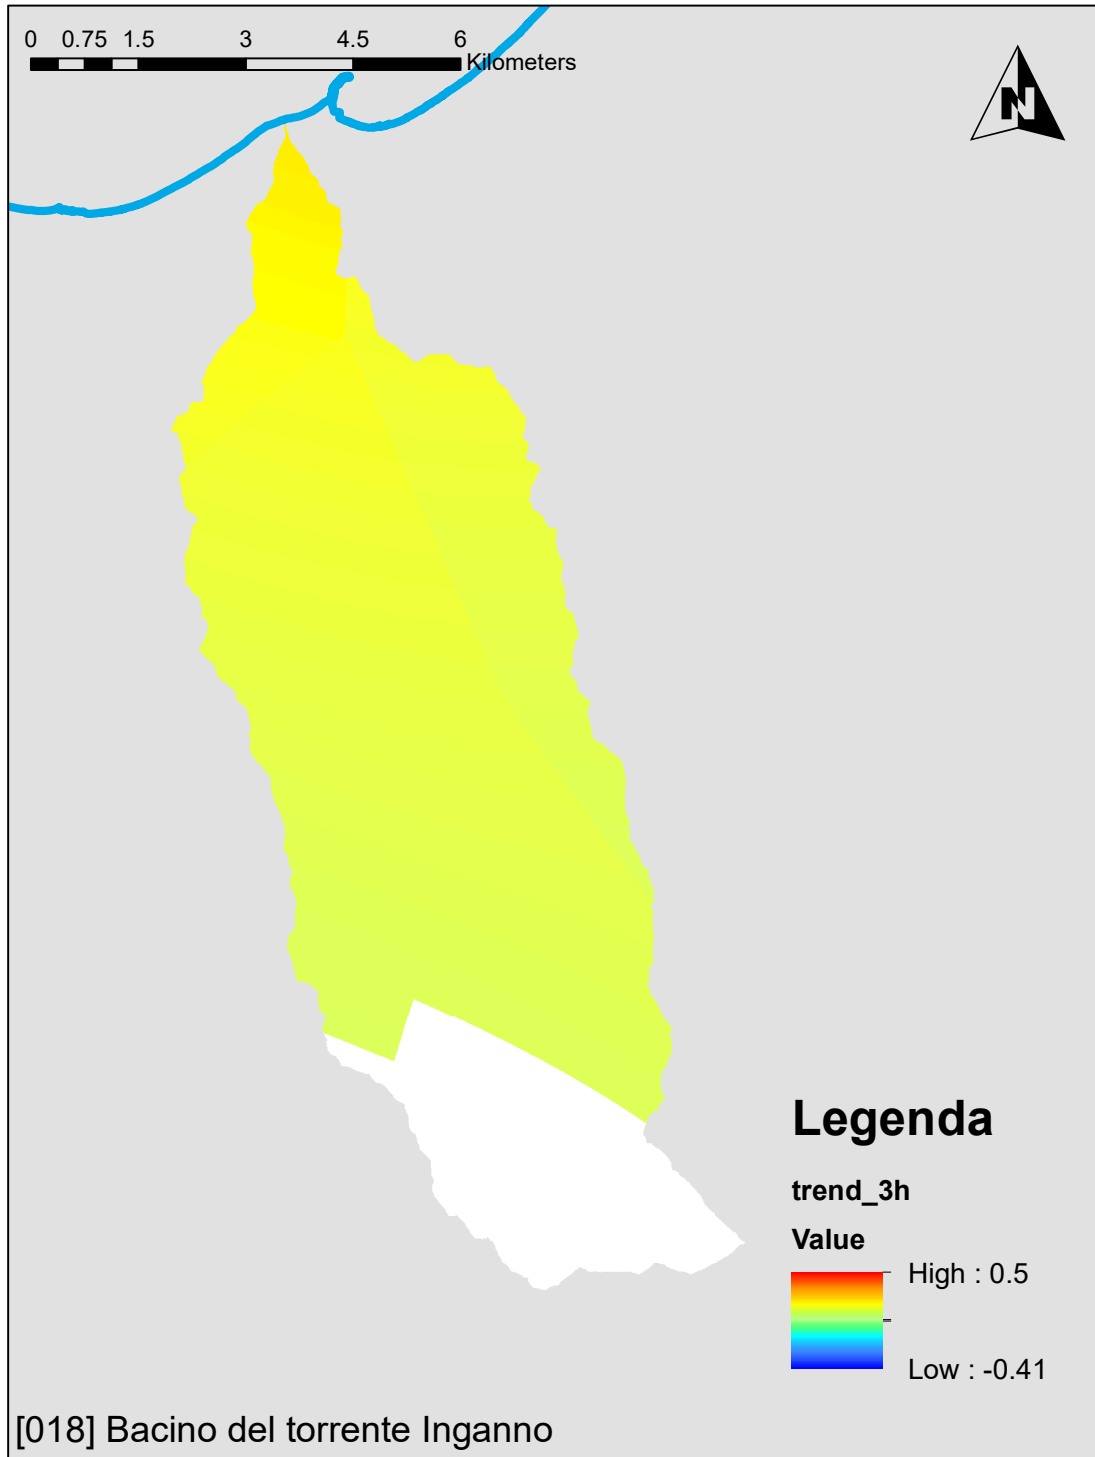 0 0.75 1.5 3 4.5 6
Kilometers
N
Legenda
trend_3h
Value
High : 0.5
Low : -0.41
[018] Bacino del torrente Inganno